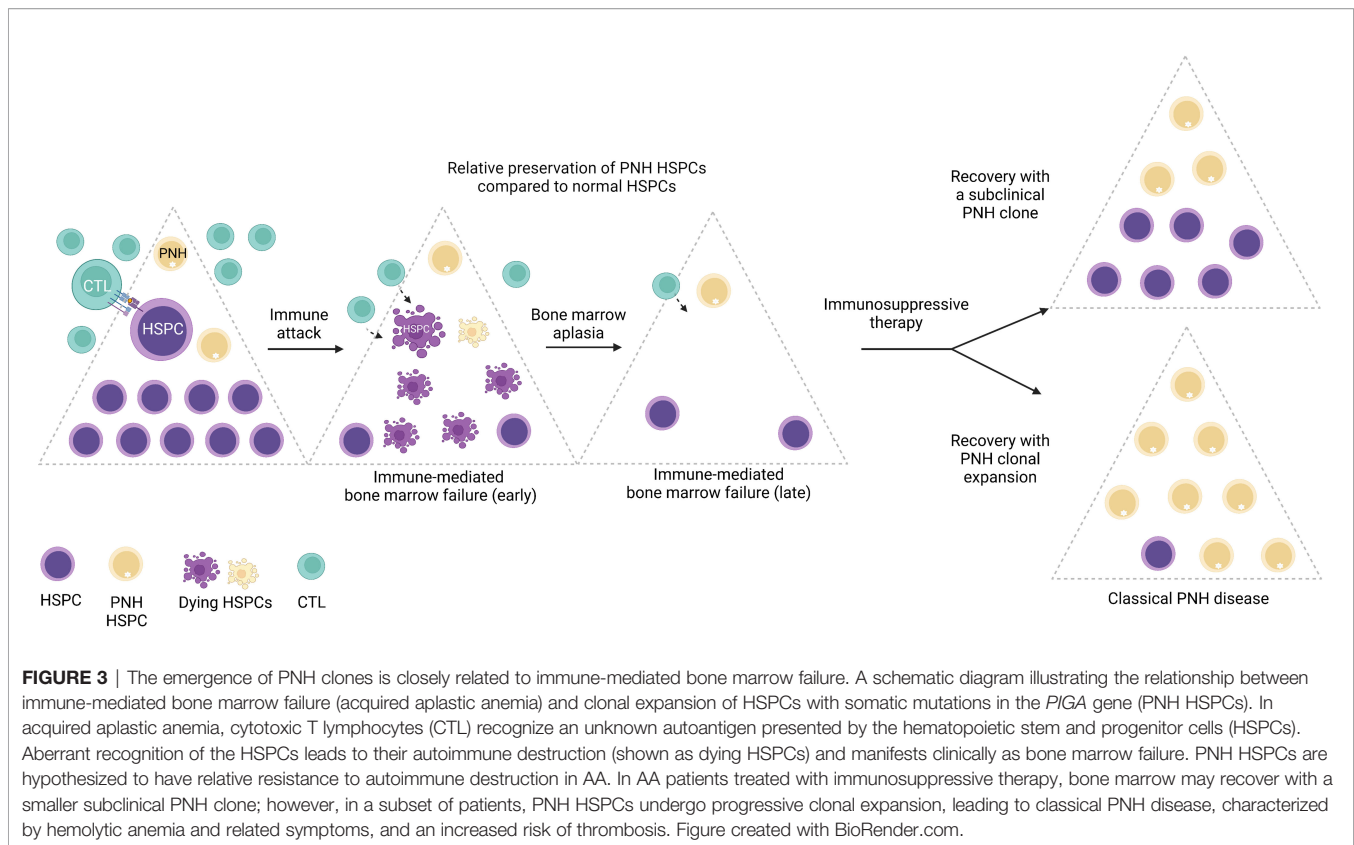 Relative preservation of PNH HSPCs
compared to normal HSPCs
PNH
CTL
HSPC
Immune
attack
HSPC
Bone marrow
aplasia
Immunosuppressive
therapy
Recovery with
a subclinical
PNH clone
Recovery with
PNH clonal
expansion
Immune-mediated
bone marrow failure (early)
Immune-mediated
bone marrow failure (late)
Classical PNH disease
HSPC
PNH
HSPC
Dying HSPCs
CTL
FIGURE 3 | The emergence of PNH clones is closely related to immune-mediated bone marrow failure. A schematic diagram illustrating the relationship between
immune-mediated bone marrow failure (acquired aplastic anemia) and clonal expansion of HSPCs with somatic mutations in the PIGA gene (PNH HSPCs). In
acquired aplastic anemia, cytotoxic T lymphocytes (CTL) recognize an unknown autoantigen presented by the hematopoietic stem and progenitor cells (HSPCs).
Aberrant recognition of the HSPCs leads to their autoimmune destruction (shown as dying HSPCs) and manifests clinically as bone marrow failure. PNH HSPCs are
hypothesized to have relative resistance to autoimmune destruction in AA. In AA patients treated with immunosuppressive therapy, bone marrow may recover with a
smaller subclinical PNH clone; however, in a subset of patients, PNH HSPCs undergo progressive clonal expansion, leading to classical PNH disease, characterized
by hemolytic anemia and related symptoms, and an increased risk of thrombosis. Figure created with BioRender.com.